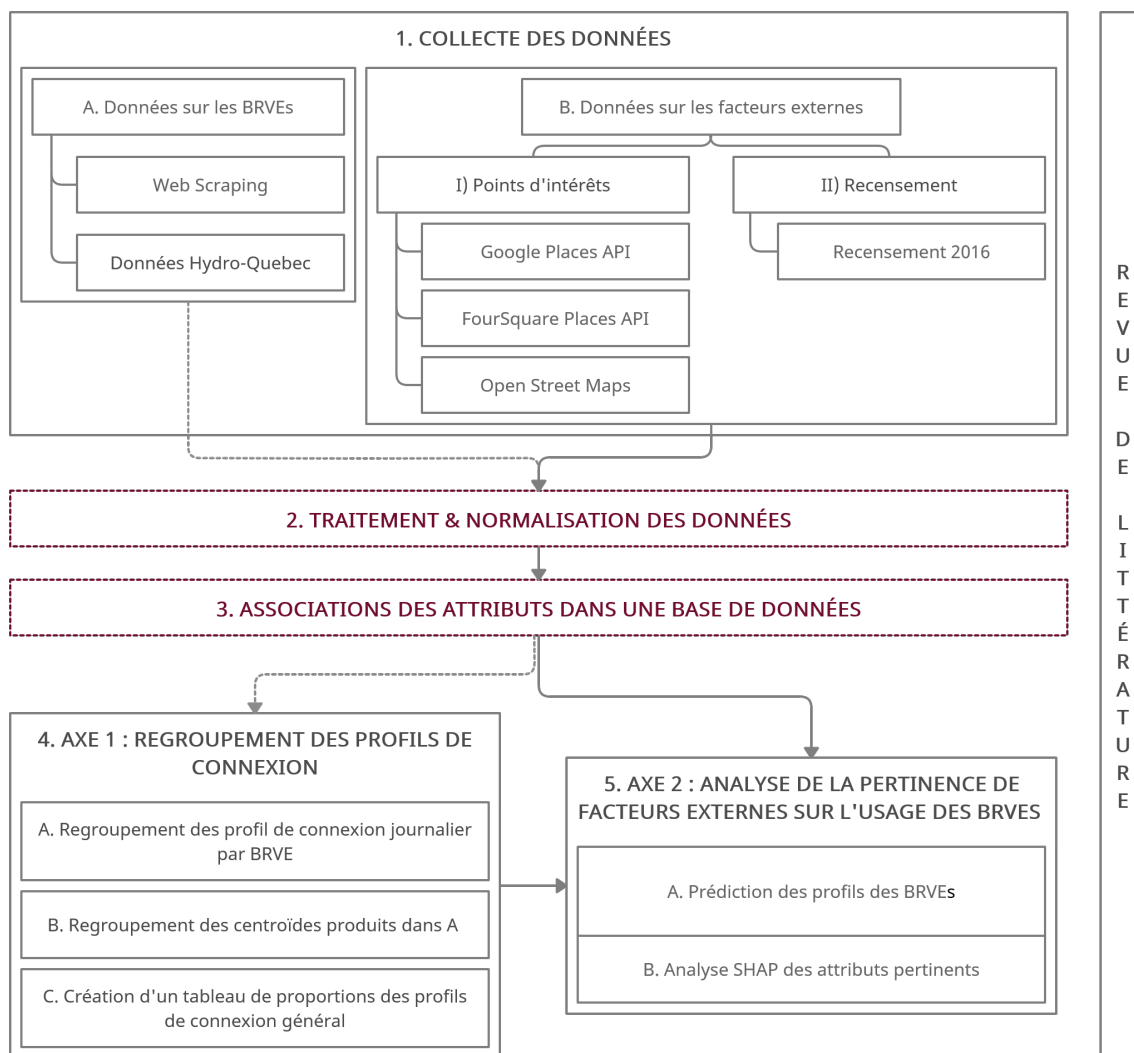 1. COLLECTE DES DONNÉES
A. Données sur les BRVEs
Web Scraping
Données Hydro-Quebec
B. Données sur les facteurs externes
I) Points d'intérêts
Google Places API
FourSquare Places API
Open Street Maps
II) Recensement
Recensement 2016
2. TRAITEMENT & NORMALISATION DES DONNÉES
3. ASSOCIATIONS DES ATTRIBUTS DANS UNE BASE DE DONNÉES
4. AXE 1 : REGROUPEMENT DES PROFILS DE
CONNEXION
A. Regroupement des profil de connexion journalier
par BRVE
B. Regroupement des centroïdes produits dans A
C. Création d'un tableau de proportions des profils
de connexion général
5. AXE 2 : ANALYSE DE LA PERTINENCE DE
FACTEURS EXTERNES SUR L'USAGE DES BRVES
A. Prédiction des profils des BRVEs
B. Analyse SHAP des attributs pertinents
REVUE DE LITTÉRATURE